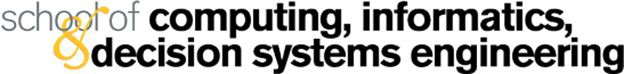 school of computing, informatics,
& decision systems engineering